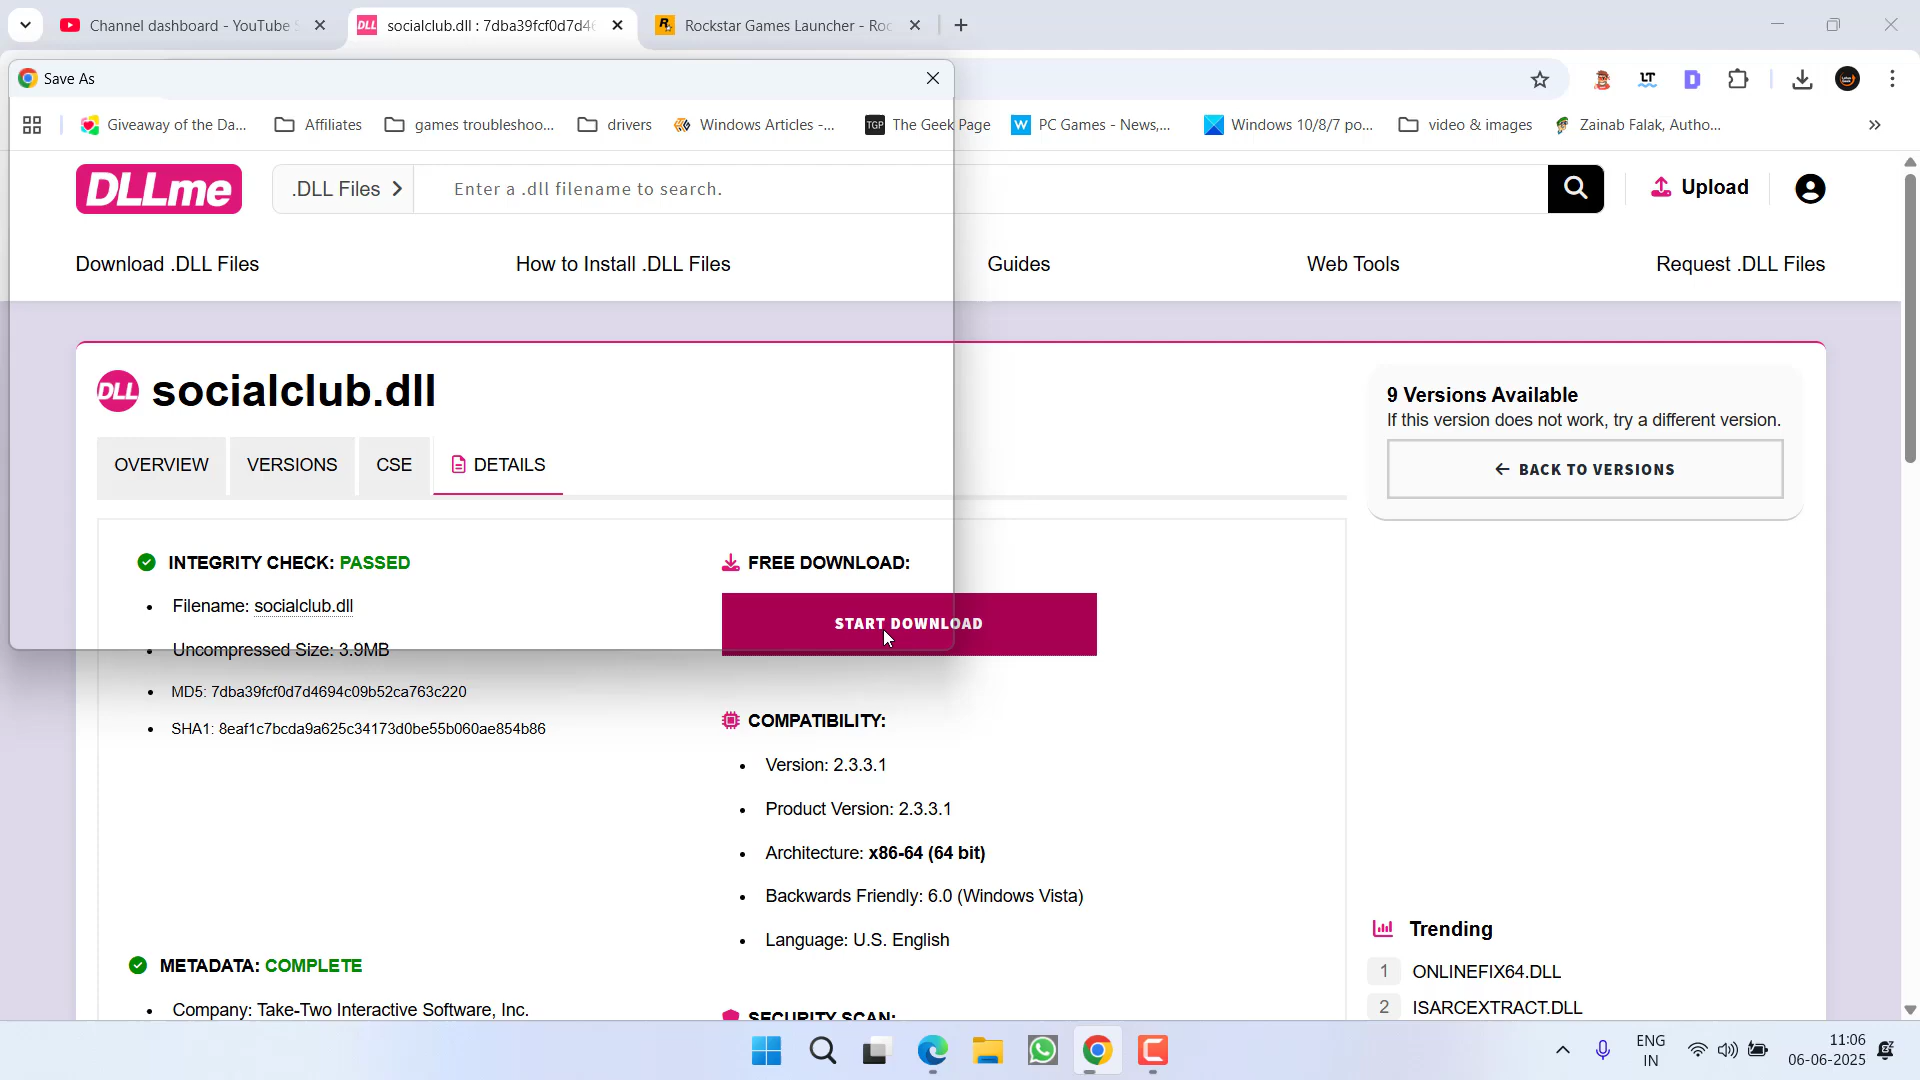 Channel dashboard - YouTube S
socialclub.dll : 7dba39fcf0d7d46
Rockstar Games Launcher - Roc
Save As
Giveaway of the Da...
Affiliates
games troubleshoo...
drivers
Windows Articles -...
TGP The Geek Page
W PC Games - News,...
Windows 10/8/7 po...
video & images
Zainab Falak, Autho...
DLLme
.DLL Files
Enter a .dll filename to search.
Upload
Download .DLL Files
How to Install .DLL Files
Guides
Web Tools
Request .DLL Files
DLL socialclub.dll
OVERVIEW
VERSIONS
CSE
DETAILS
9 Versions Available
If this version does not work, try a different version.
BACK TO VERSIONS
INTEGRITY CHECK: PASSED
Filename: socialclub.dll
Uncompressed Size: 3.9MB
MD5: 7dba39fcf0d7d4694c09b52ca763c220
SHA1: 8eaf1c7bcda9a625c34173d0be55b060ae854b86
METADATA: COMPLETE
Company: Take-Two Interactive Software, Inc.
FREE DOWNLOAD:
START DOWNLOAD
COMPATIBILITY:
Version: 2.3.3.1
Product Version: 2.3.3.1
Architecture: x86-64 (64 bit)
Backwards Friendly: 6.0 (Windows Vista)
Language: U.S. English
SECURITY SCAN:
Trending
1 ONLINEFIX64.DLL
2 ISARCEXTRACT.DLL
ENG
IN
11:06
06-06-2025